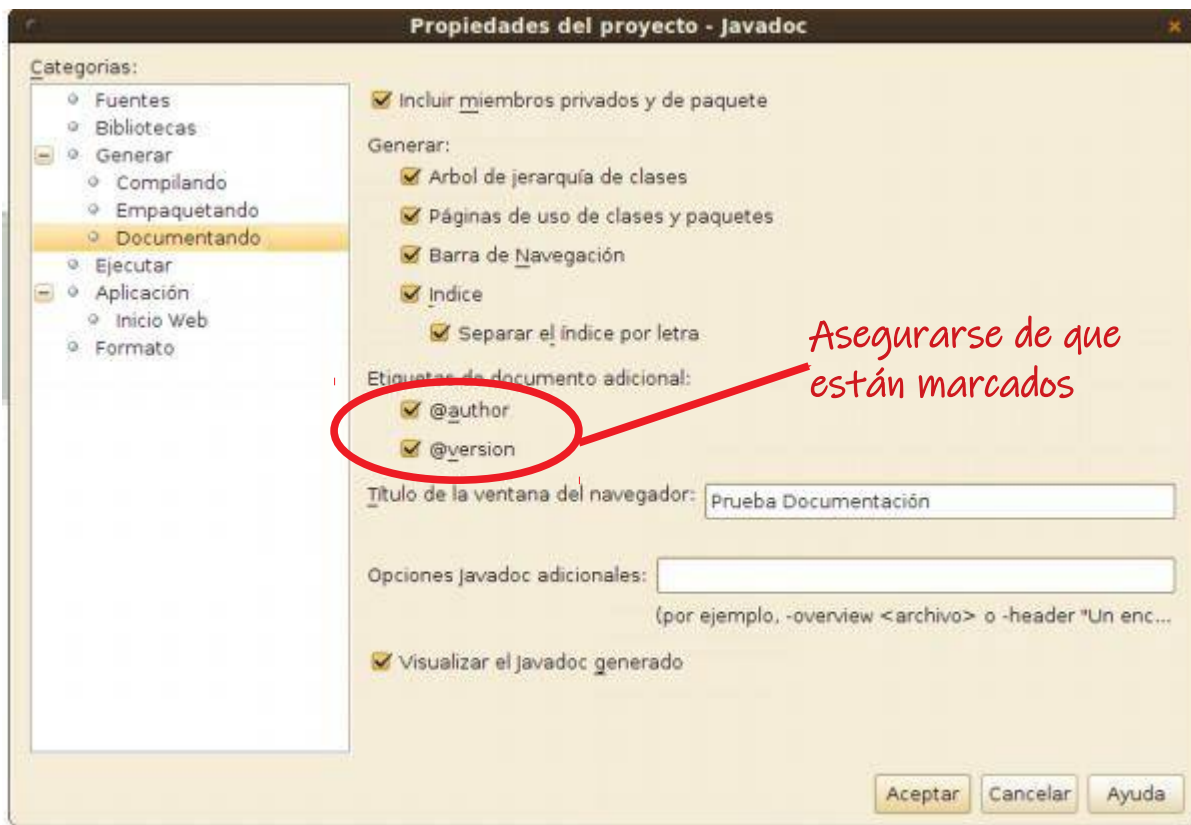 Propiedades del proyecto - Javadoc
Categorias:
Fuentes
Bibliotecas
Generar
Compilando
Empaquetando
Documentando
Ejecutar
Aplicación
Inicio Web
Formato
Incluir miembros privados y de paquete
Generar:
Arbol de jerarquía de clases
Páginas de uso de clases y paquetes
Barra de Navegación
Indice
Separar el índice por letra
Asegurarse de que
están marcados
Etiquetas de documento adicional:
@author
@version
Título de la ventana del navegador: Prueba Documentación
Opciones Javadoc adicionales:
(por ejemplo, -overview <archivo> o -header "Un enc...
Visualizar el Javadoc generado
Aceptar Cancelar Ayuda